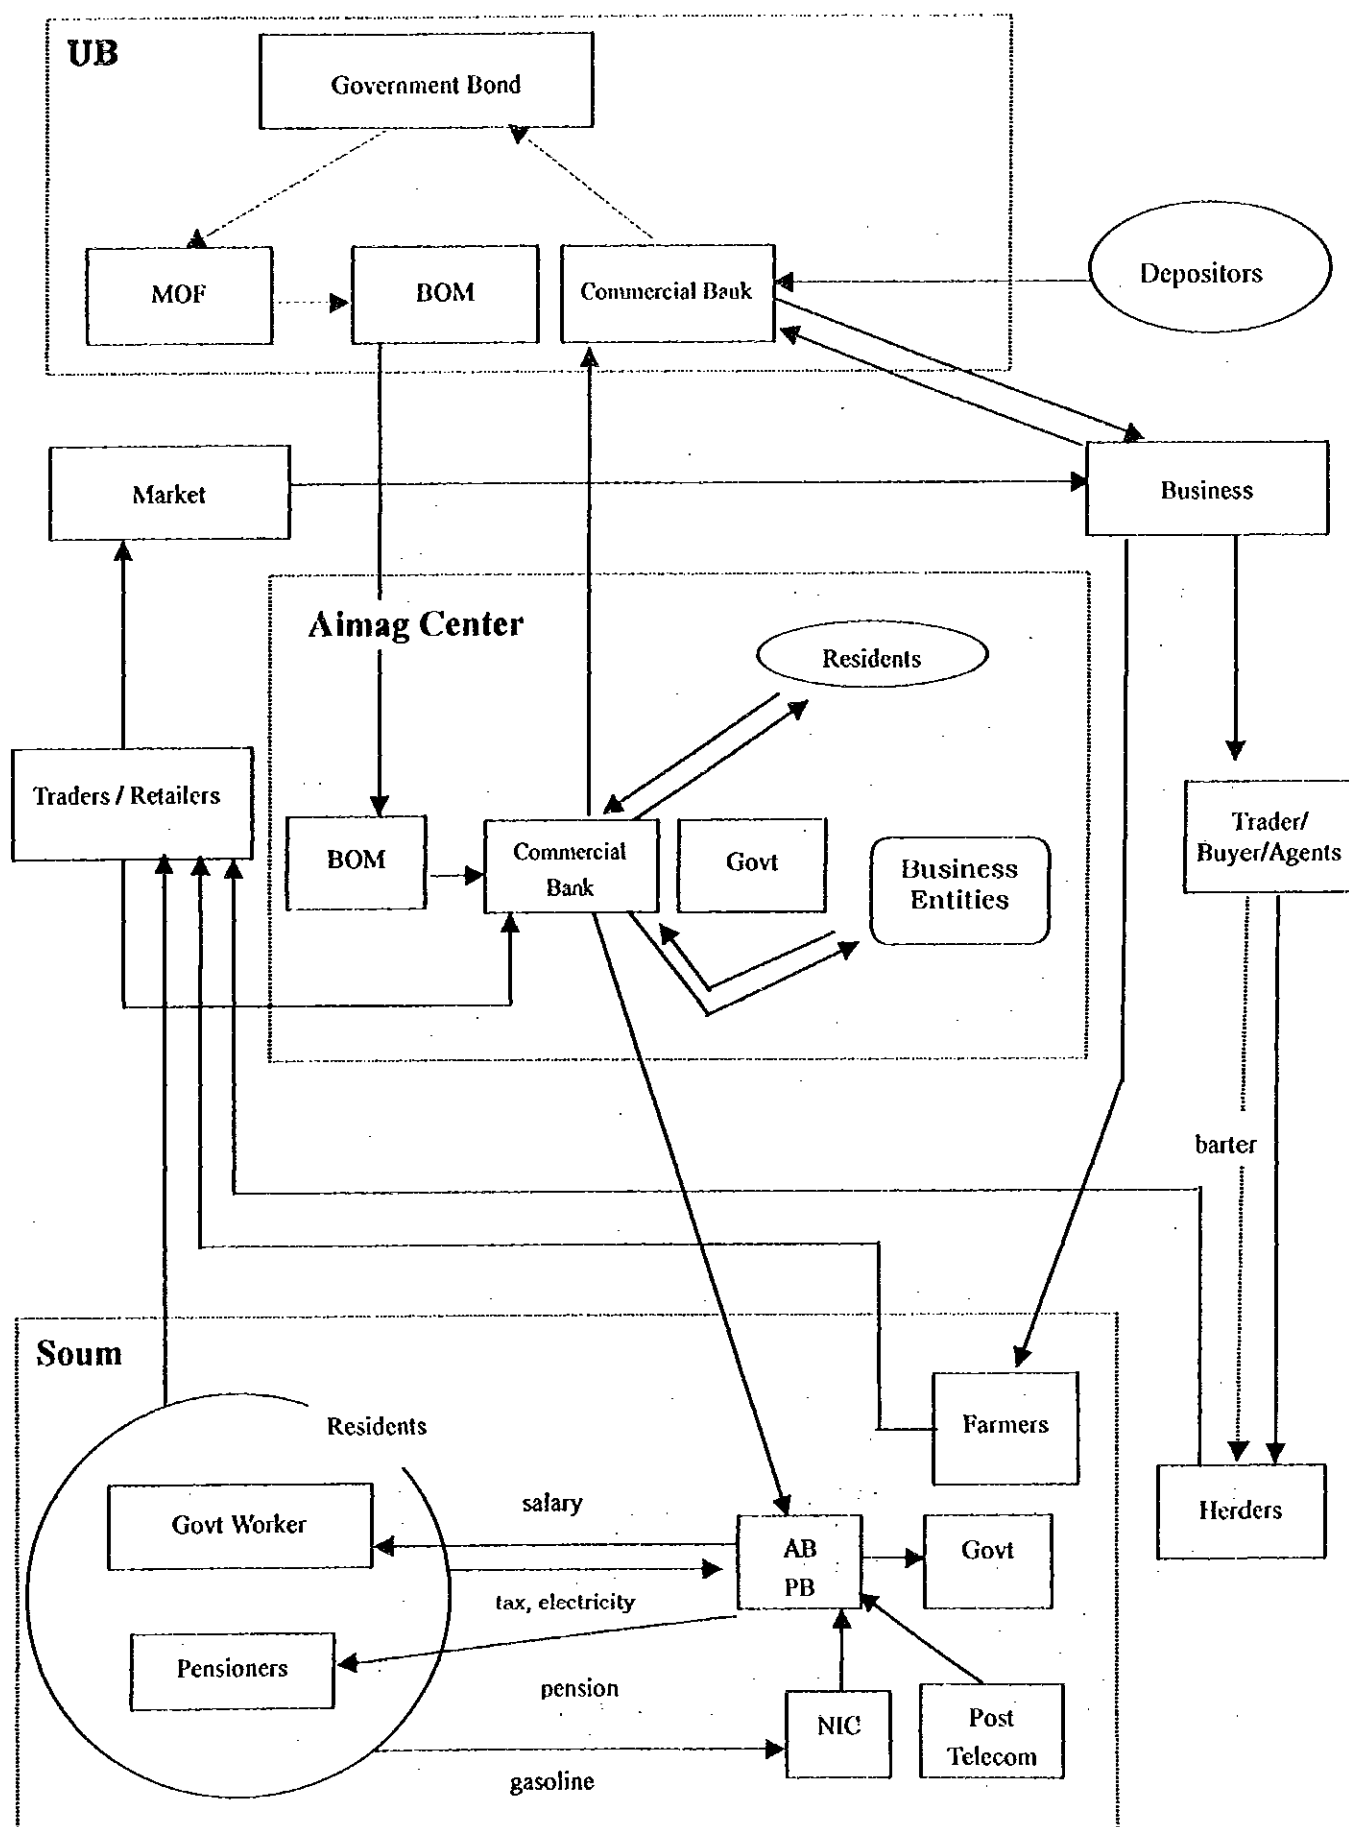 UB
Government Bond
MOF
BOM
Commercial Bank
Depositors
Market
Business
Aimag Center
Residents
Traders / Retailers
BOM
Commercial
Bank
Govt
Business
Entities
Trader/
Buyer/Agents
barter
Soum
Residents
Farmers
Govt Worker
salary
AB
PB
Govt
Herders
tax, electricity
Pensioners
pension
NIC
Post
Telecom
gasoline